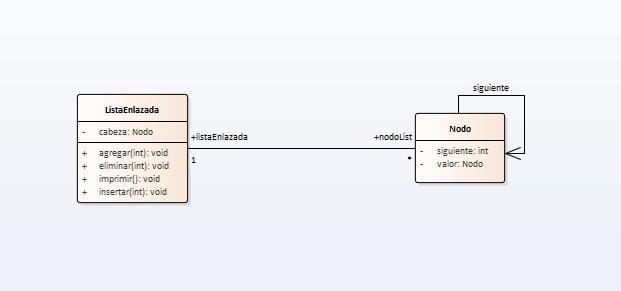 ListaEnlazada
- cabeza: Nodo
+ agregar(int): void
+ eliminar(int): void
+ imprimir(): void
+ insertar(int): void
+listaEnlazada
1
+nodoList
*
siguiente
Nodo
- siguiente: int
- valor: Nodo